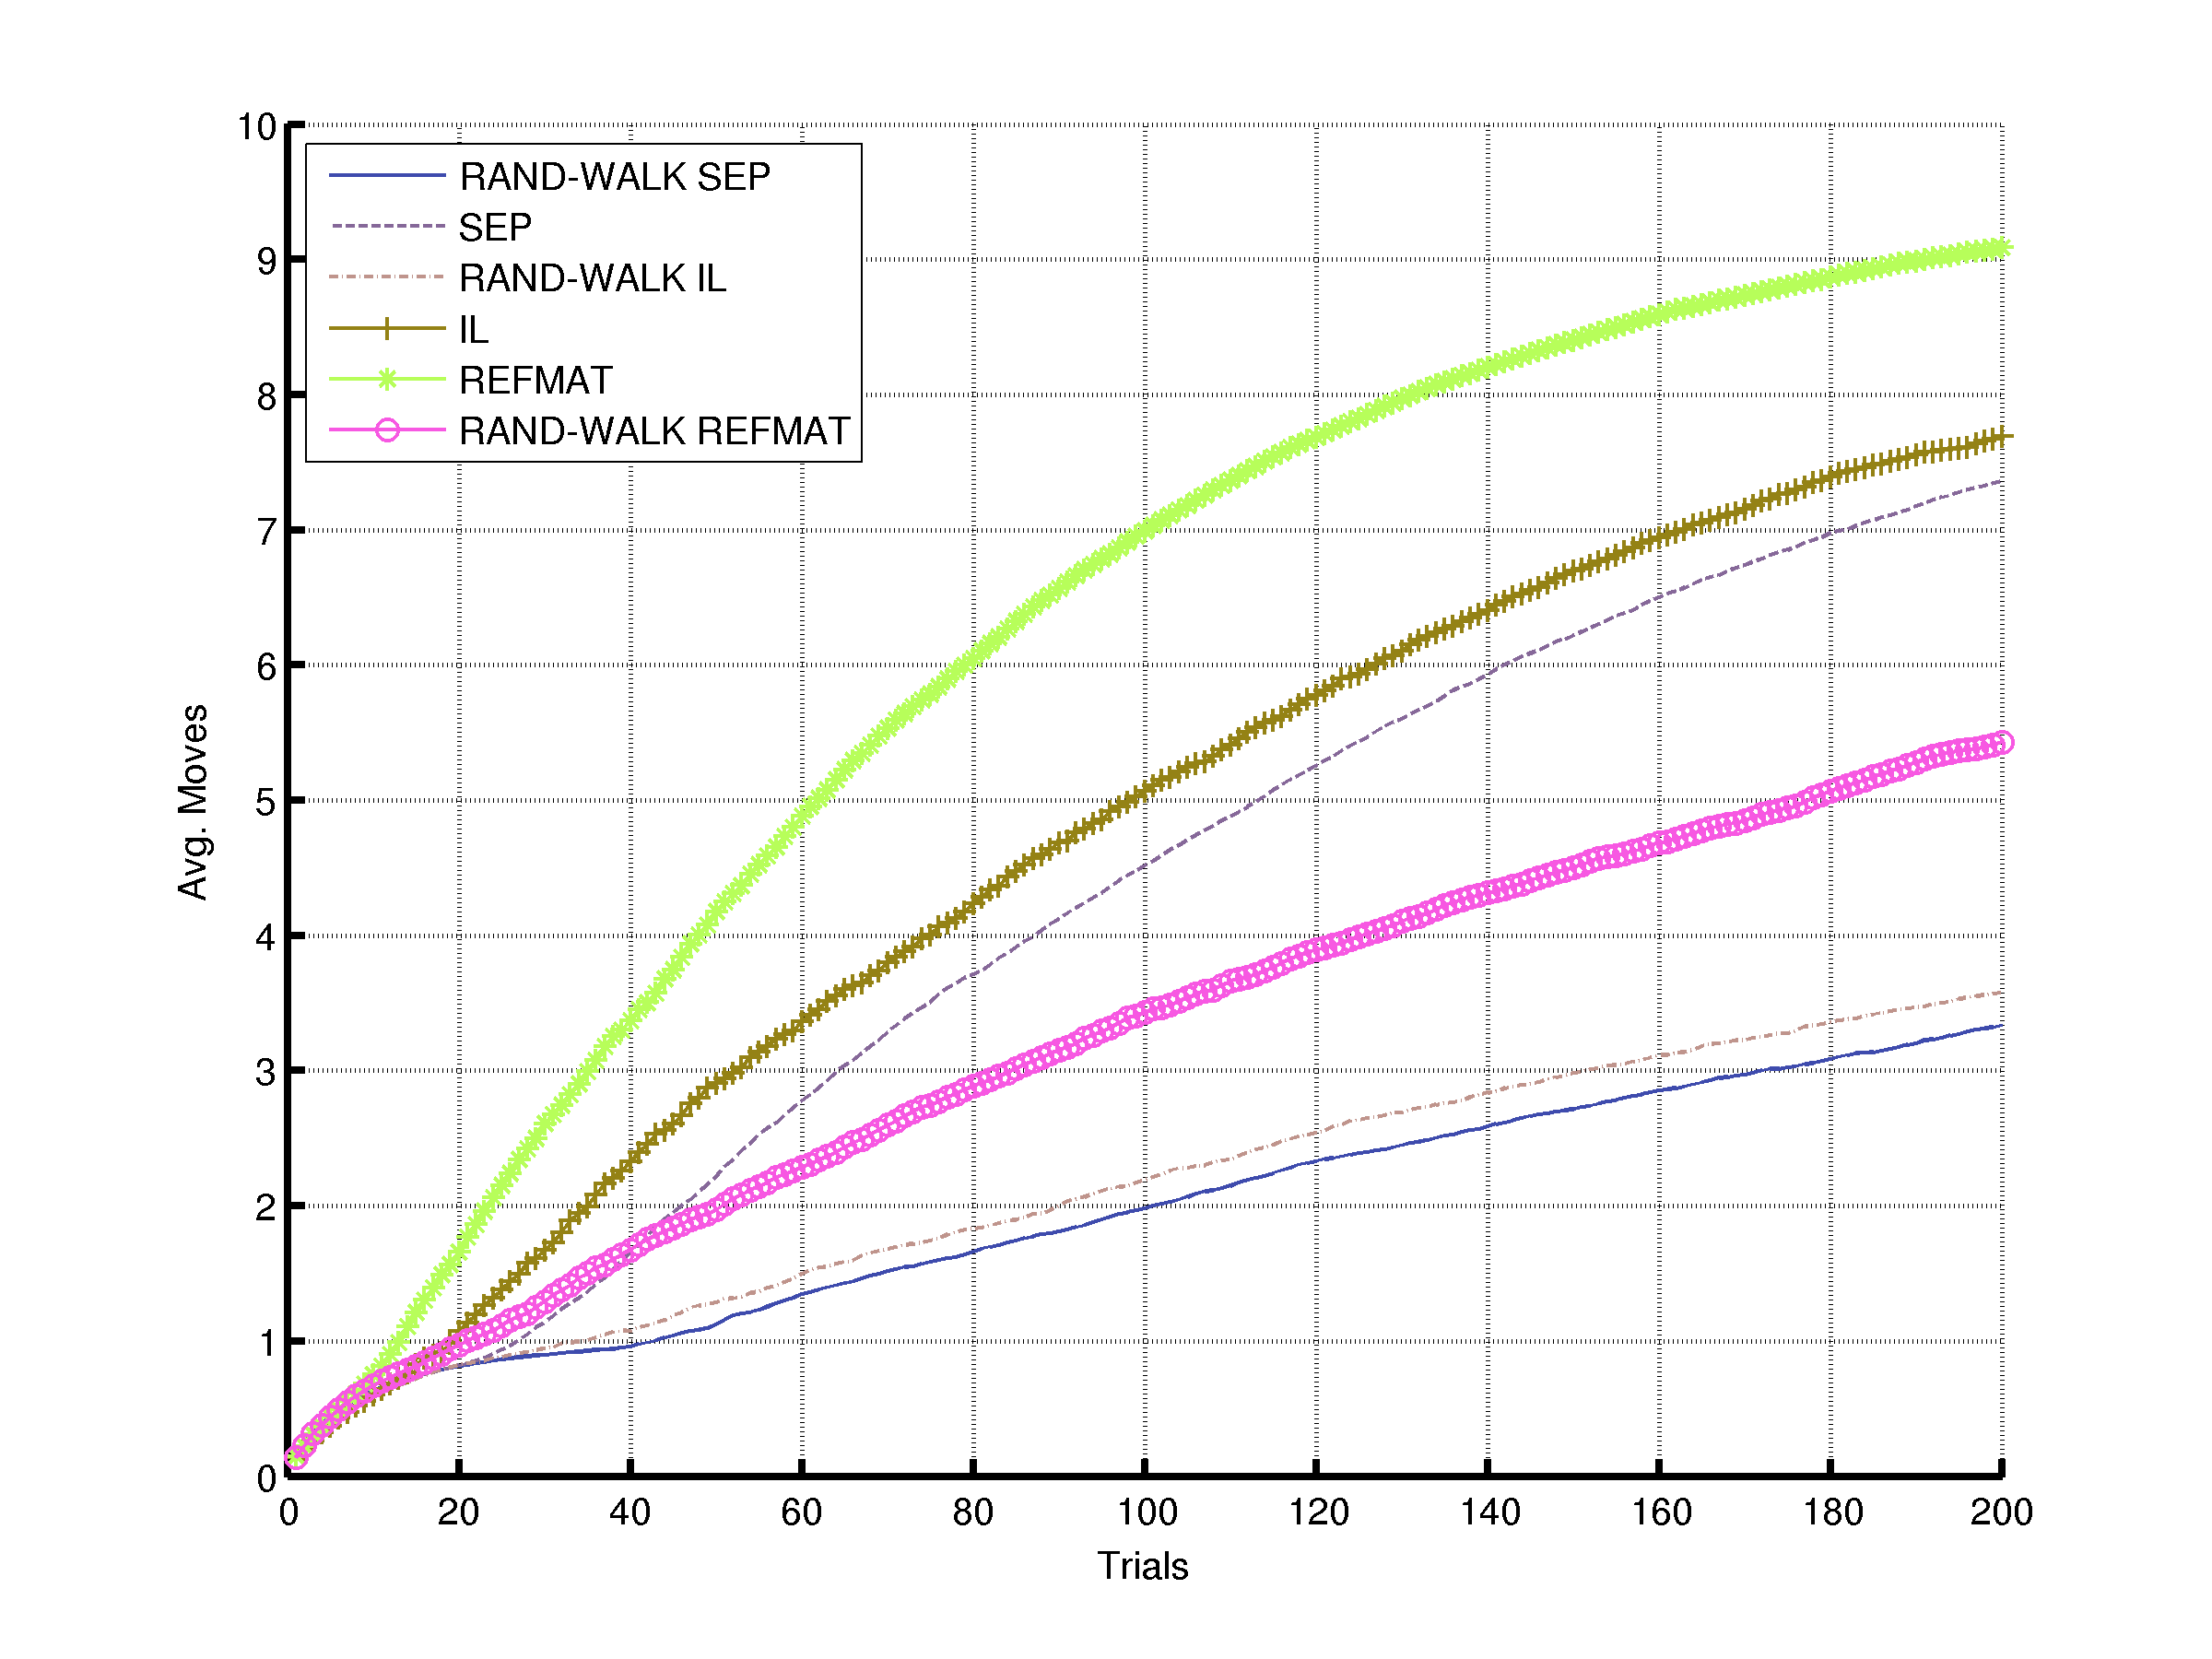 10
9
8
7
6
5
4
3
2
1
0
RAND-WALK SEP
SEP
RAND-WALK IL
IL
REFMAT
RAND-WALK REFMAT
Avg. Moves
0 20 40 60 80 100 120 140 160 180 200
Trials